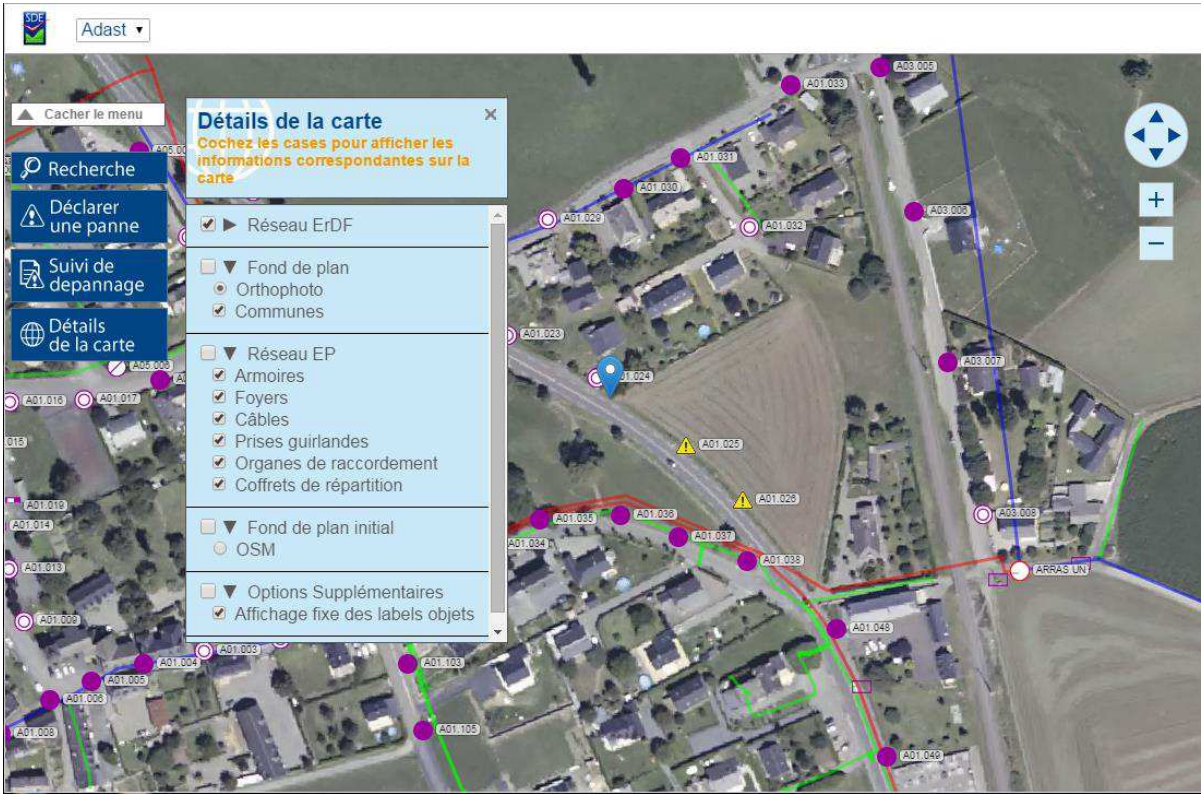 SDE
Adast
Cacher le menu
Recherche
Déclarer
une panne
Suivi de
depannage
Détails
de la carte
Détails de la carte
Cochez les cases pour afficher les
informations correspondantes sur la
carte
Réseau ErDF
Fond de plan
Orthophoto
Communes
Réseau EP
Armoires
Foyers
Câbles
Prises guirlandes
Organes de raccordement
Coffrets de répartition
Fond de plan initial
OSM
Options Supplémentaires
Affichage fixe des labels objets
A03.005
A01.033
A01.031
A01.030
A01.029
A01.032
A03.006
A01.023
A03.007
A01.025
A01.026
A05.006
A01.016
A01.017
A01.019
A01.014
A01.013
A01.009
A01.035
A01.036
A01.034
A01.037
A01.038
A03.008
ARRAS UN
A01.048
A01.003
A01.004
A01.005
A01.006
A01.008
A01.103
A01.105
A01.049